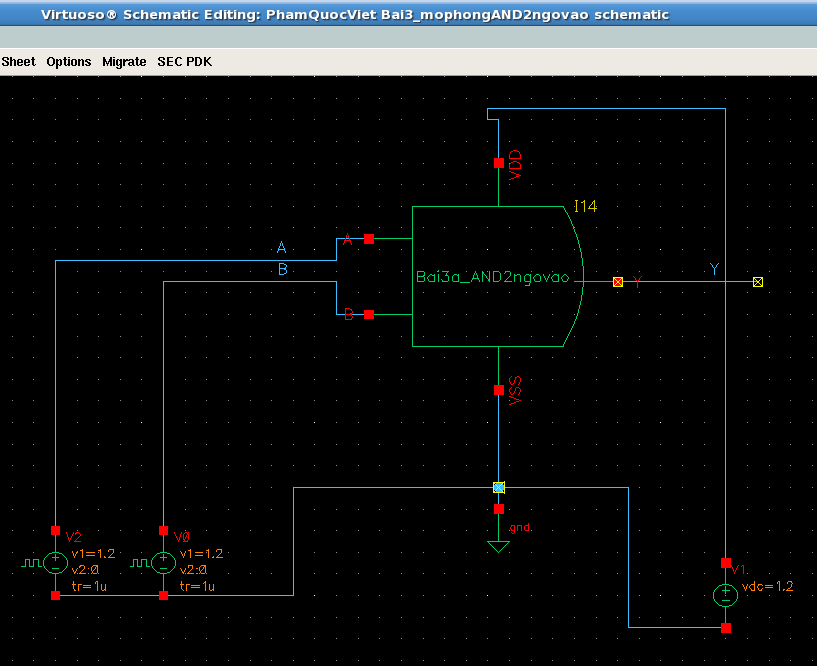 Virtuoso® Schematic Editing: PhamQuocViet Bai3_mophongAND2ngovao schematic
Sheet Options Migrate SEC PDK
VDD
I14
A
A
B
Y
Bai3a_AND2ngovao
Y
B
VSS
gnd
V2
v1=1.2
v2:0
tr=1u
V0
v1=1.2
v2:0
tr=1u
V1
vdc=1.2